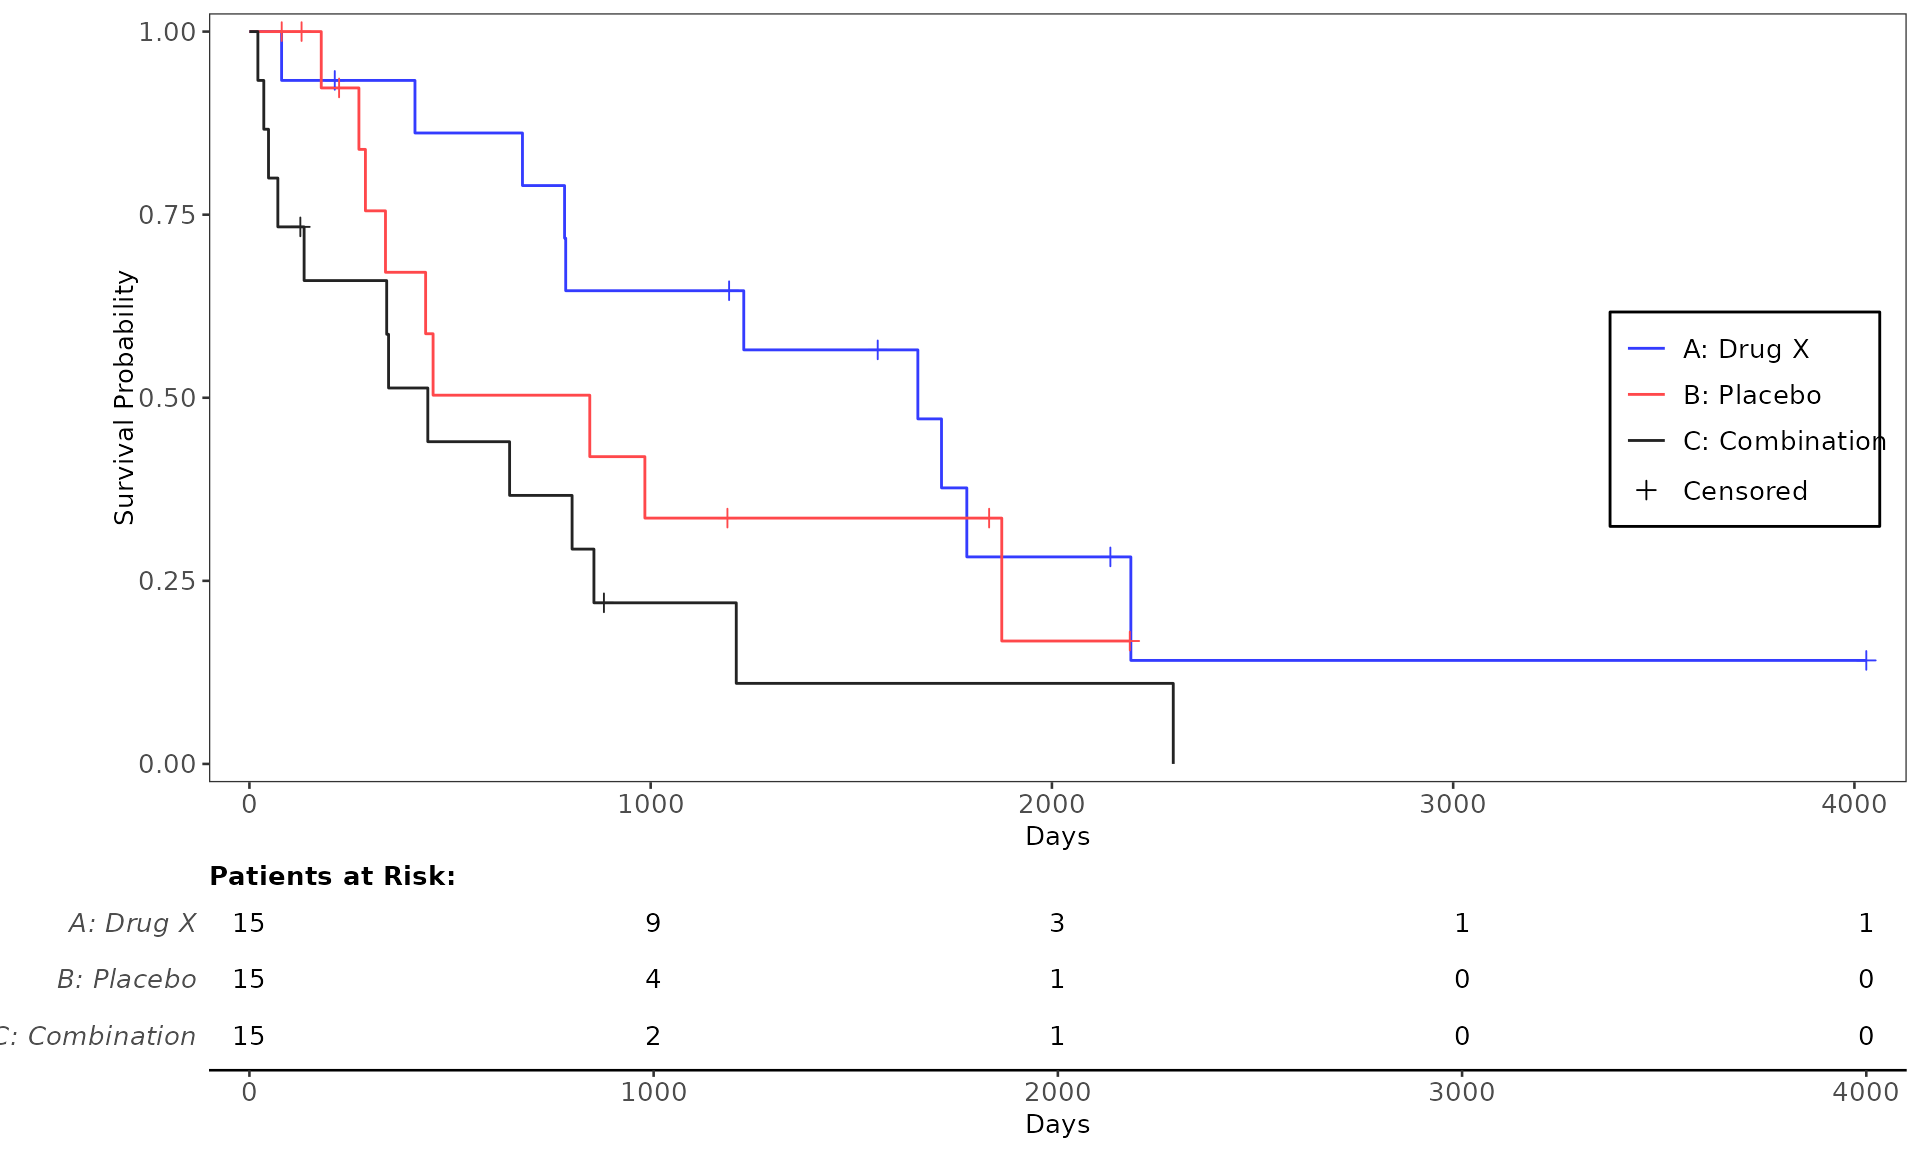 1.00
0.75
0.50
0.25
0.00
Survival Probability
A: Drug X
B: Placebo
C: Combination
Censored
0 1000 2000 3000 4000
Days
Patients at Risk:
A: Drug X 15 9 3 1 1
B: Placebo 15 4 1 0 0
C: Combination 15 2 1 0 0
0 1000 2000 3000 4000
Days